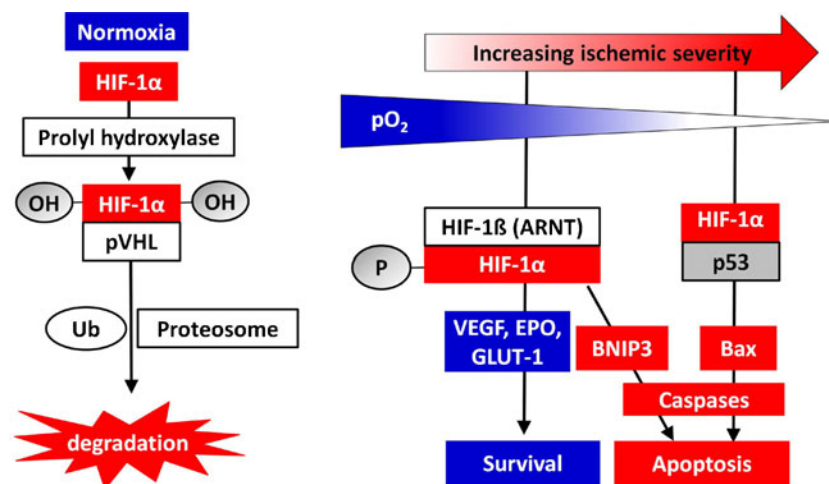 Normoxia
HIF-1α
Prolyl hydroxylase
OH
HIF-1α
OH
pVHL
Ub
Proteosome
degradation
Increasing ischemic severity
pO2
HIF-1ß (ARNT)
P
HIF-1α
VEGF, EPO,
GLUT-1
BNIP3
Survival
HIF-1α
p53
Bax
Caspases
Apoptosis